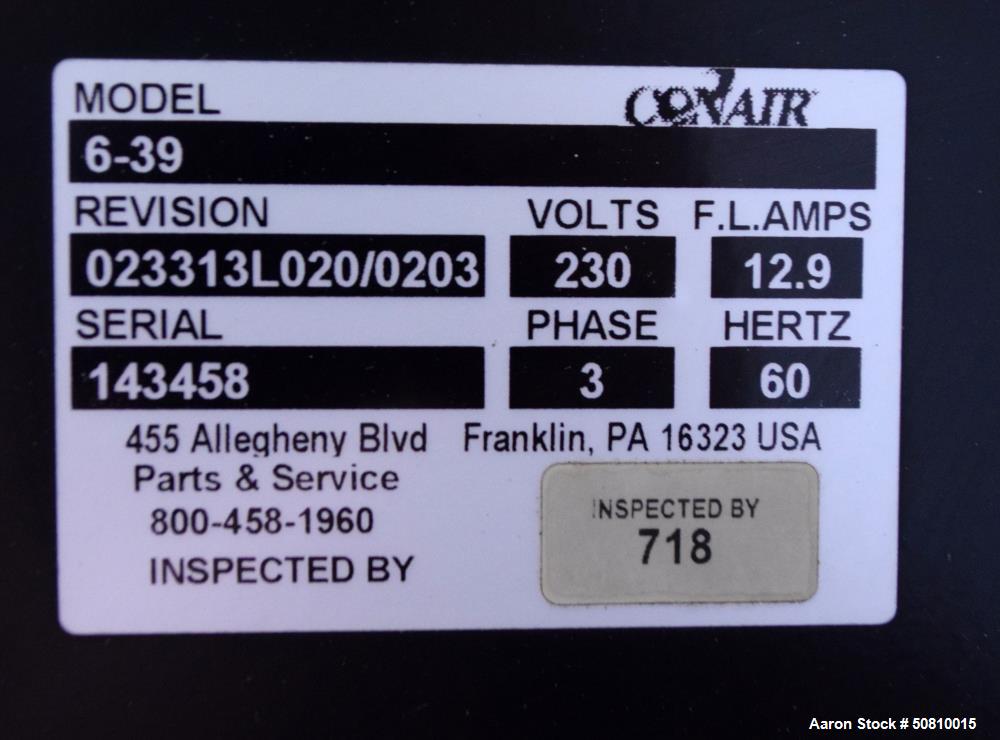 MODEL CONAIR
6-39
REVISION VOLTS F.L.AMPS
023313L020/0203 230 12.9
SERIAL PHASE HERTZ
143458 3 60
455 Allegheny Blvd Franklin, PA 16323 USA
Parts & Service
800-458-1960
INSPECTED BY
INSPECTED BY
718
Aaron Stock # 50810015